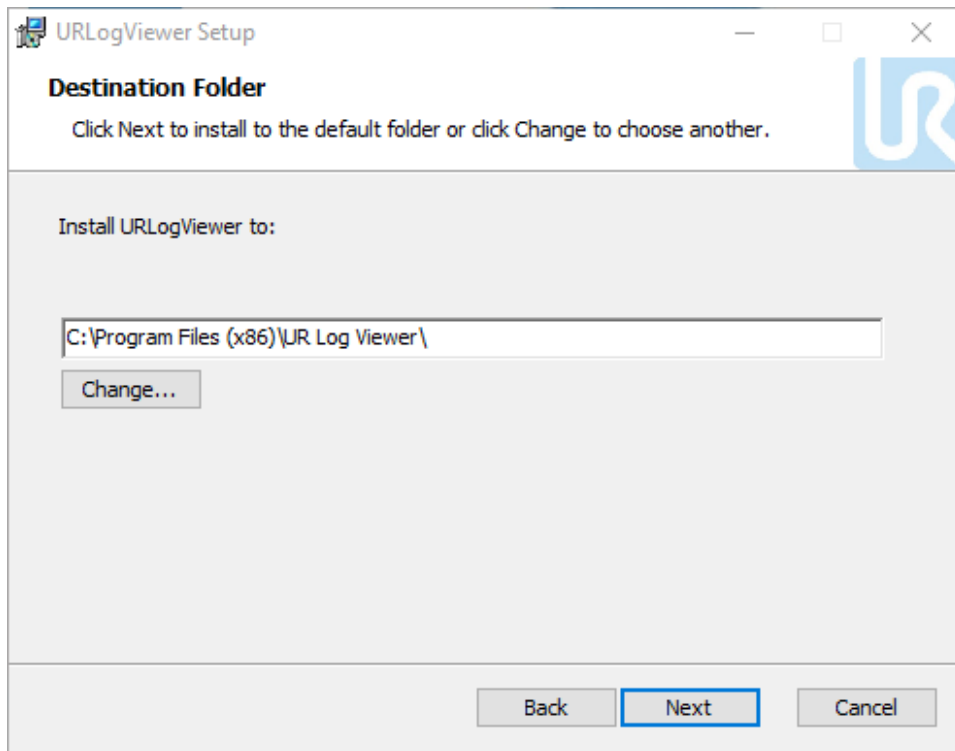 URLogViewer Setup
Destination Folder
Click Next to install to the default folder or click Change to choose another.
UR
Install URLogViewer to:
C:\Program Files (x86)\UR Log Viewer\
Change...
Back
Next
Cancel